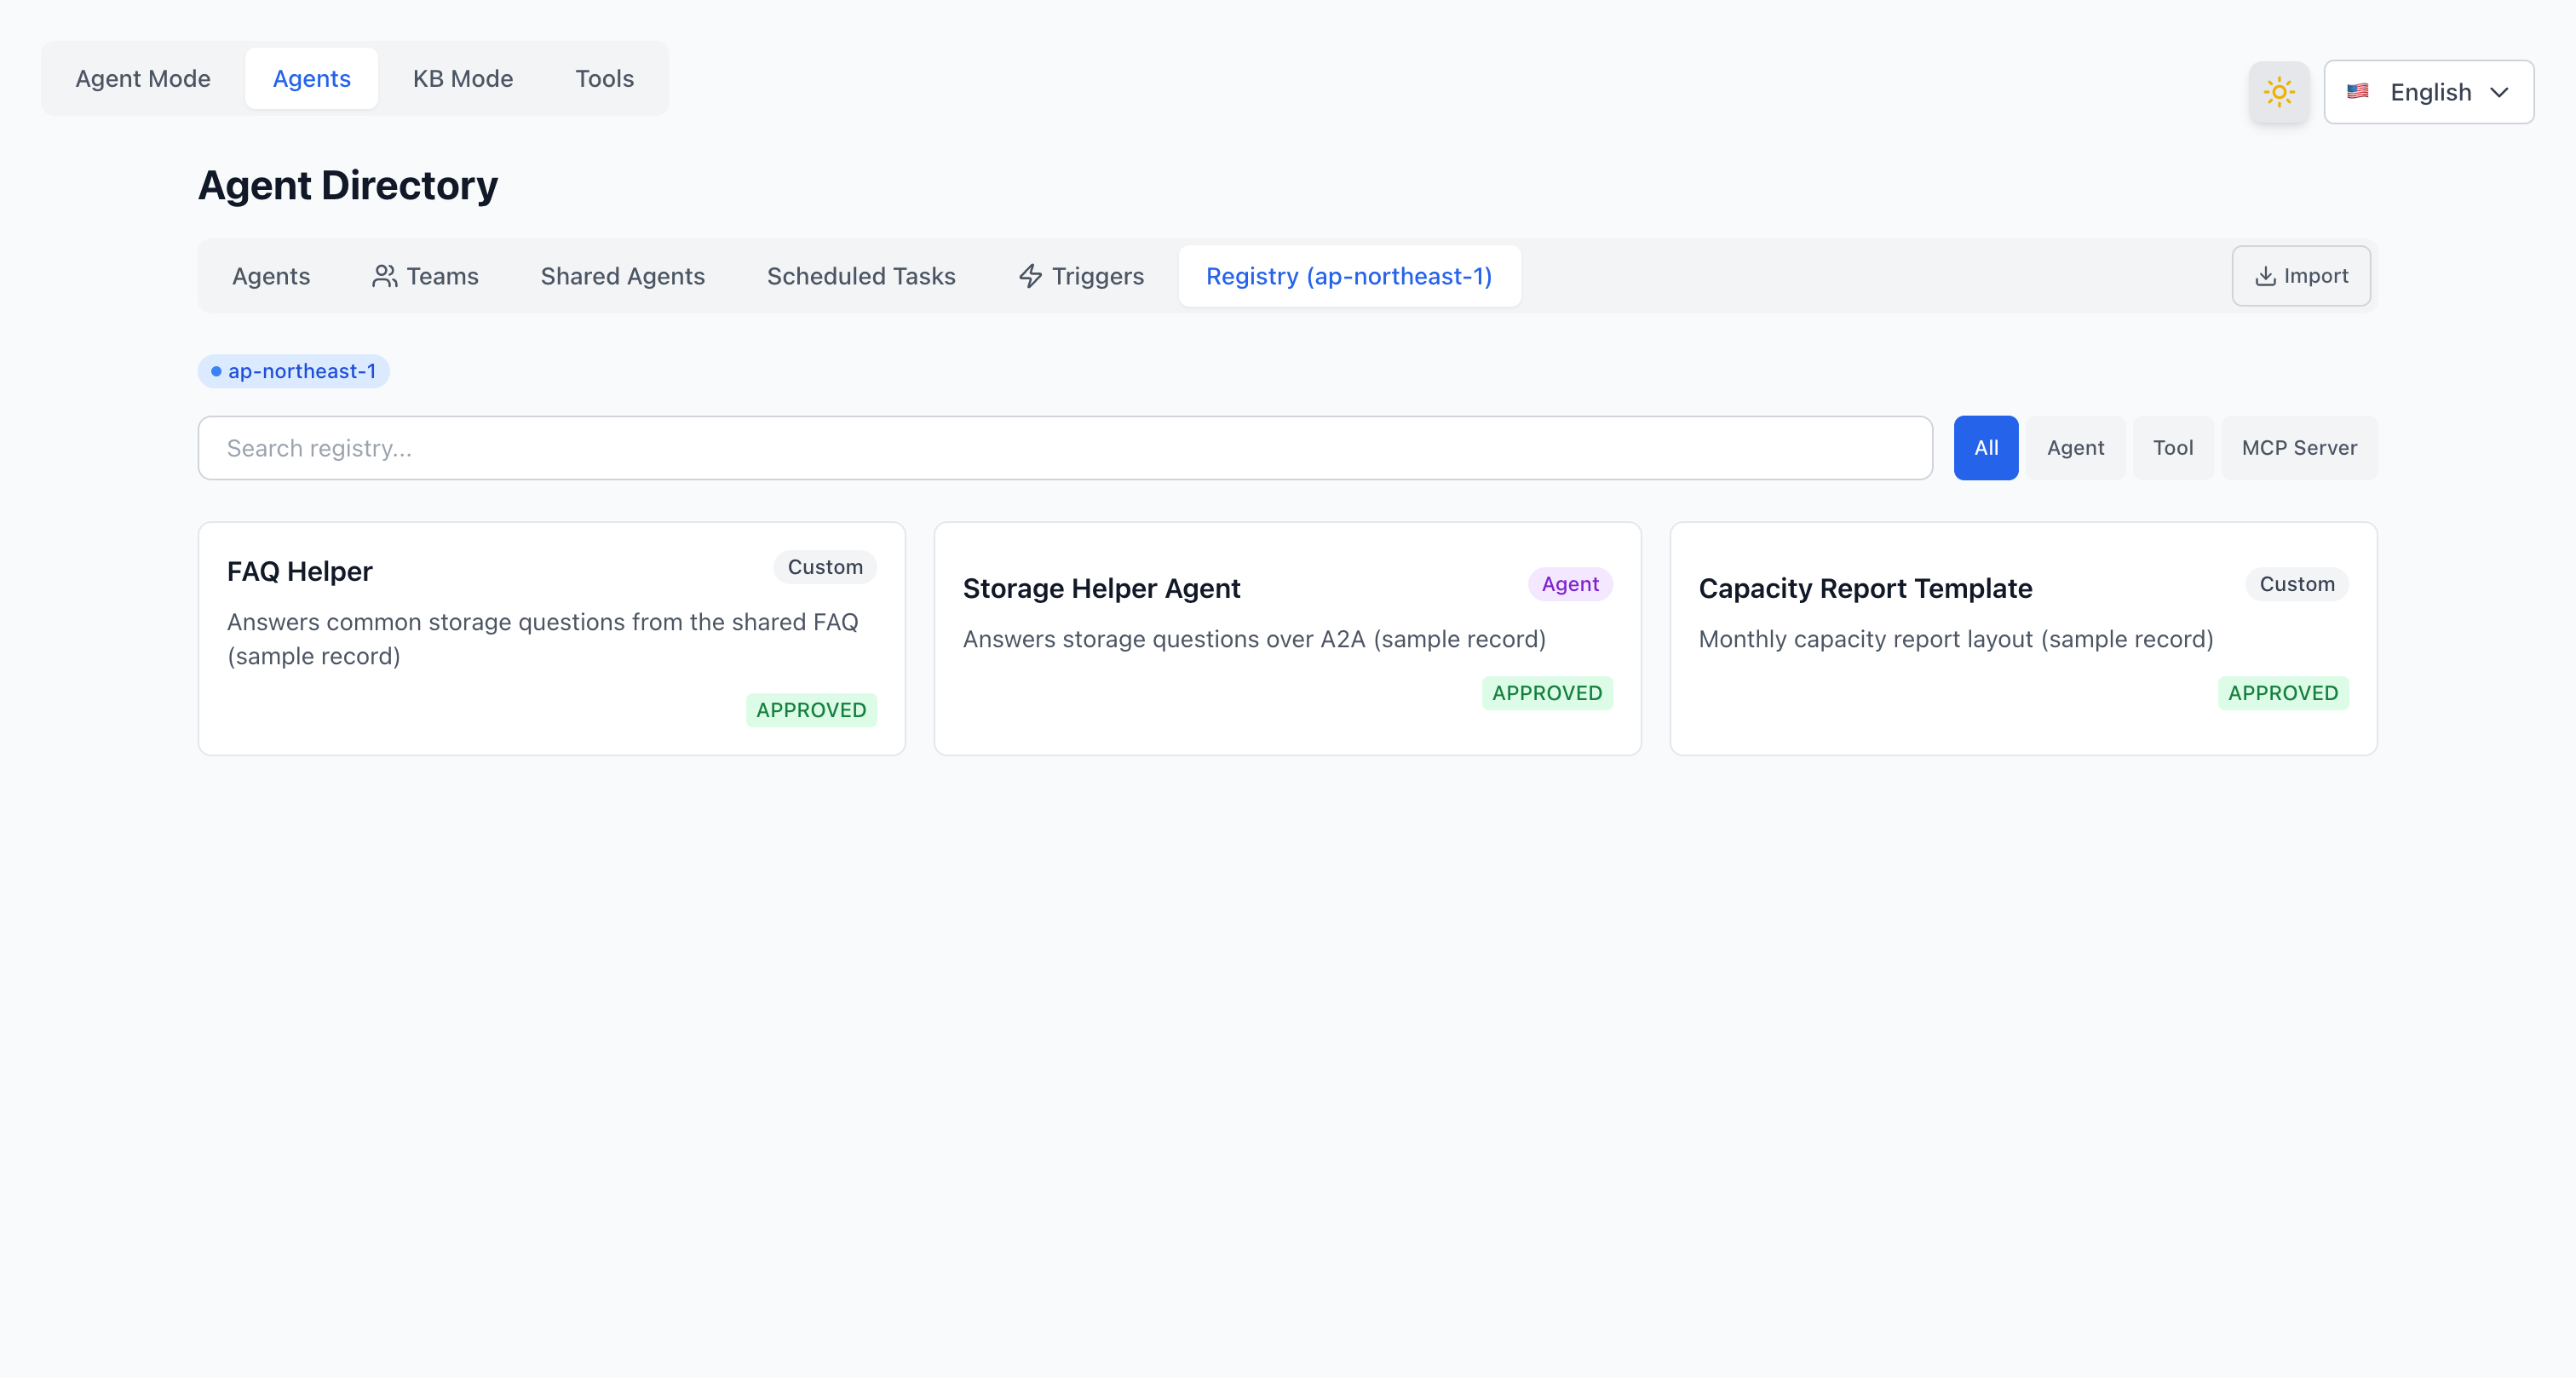 Agent Mode Agents KB Mode Tools
English
Agent Directory
Agents Teams Shared Agents Scheduled Tasks Triggers Registry (ap-northeast-1) Import
ap-northeast-1
Search registry...
All Agent Tool MCP Server
FAQ Helper Custom
Answers common storage questions from the shared FAQ
(sample record)
APPROVED
Storage Helper Agent Agent
Answers storage questions over A2A (sample record)
APPROVED
Capacity Report Template Custom
Monthly capacity report layout (sample record)
APPROVED